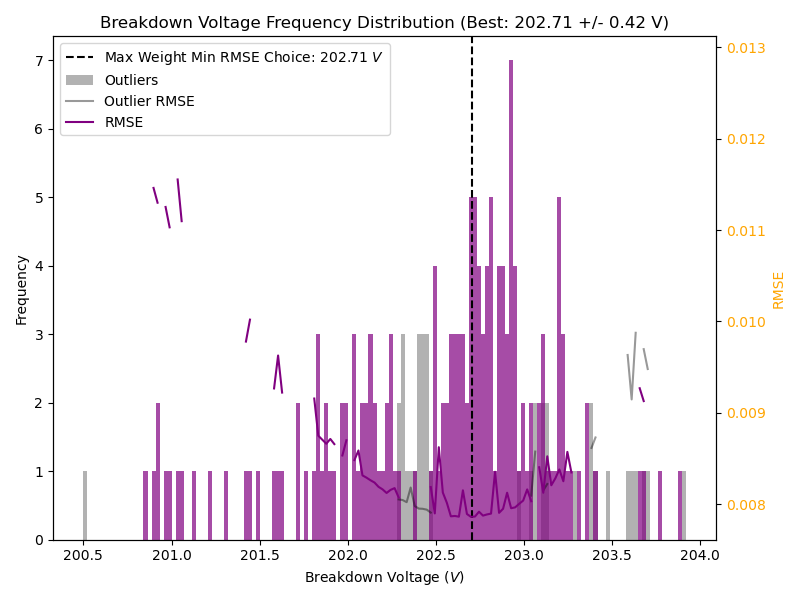 Breakdown Voltage Frequency Distribution (Best: 202.71 +/- 0.42 V)
Max Weight Min RMSE Choice: 202.71 V
Outliers
Outlier RMSE
RMSE
Frequency
7
6
5
4
3
2
1
0
0.013
0.012
0.011
0.010
0.009
0.008
RMSE
200.5 201.0 201.5 202.0 202.5 203.0 203.5 204.0
Breakdown Voltage (V)